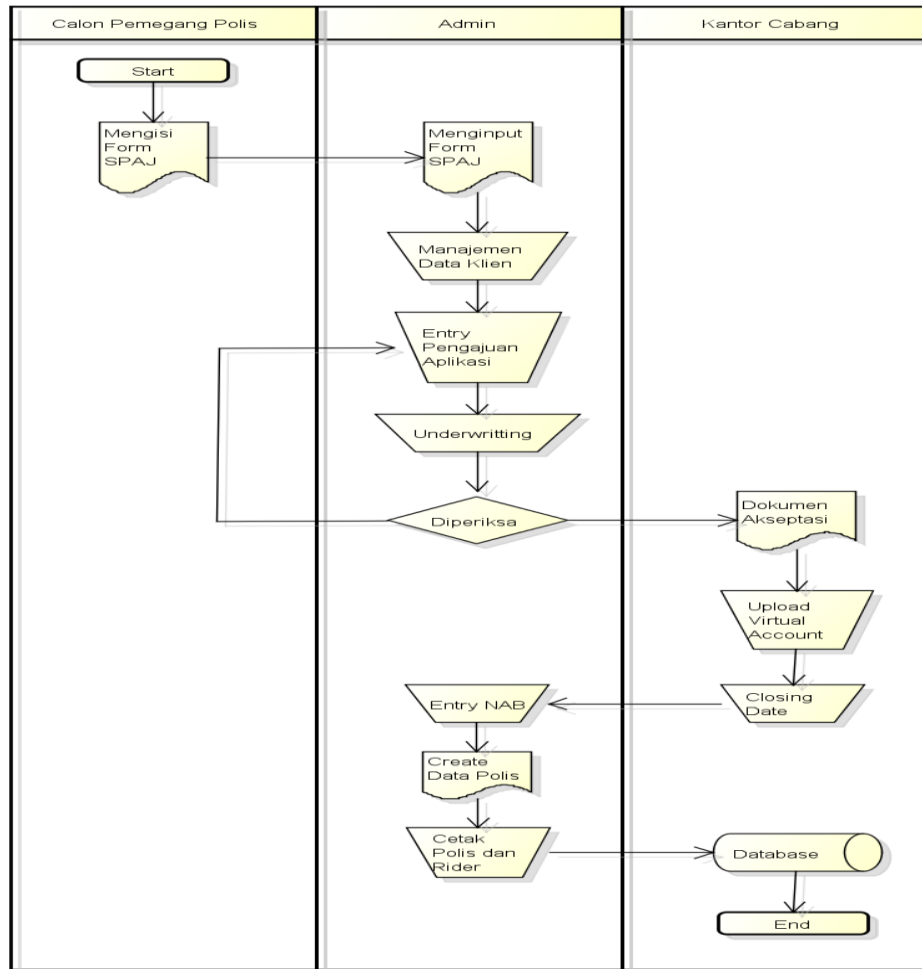 Calon Pemegang Polis
Admin
Kantor Cabang
Start
Mengisi
Form
SPAJ
Menginput
Form
SPAJ
Manajemen
Data Klien
Entry
Pengajuan
Aplikasi
Underwritting
Diperiksa
Dokumen
Akseptasi
Upload
Virtual
Account
Closing
Date
Entry NAB
Create
Data Polis
Cetak
Polis dan
Rider
Database
End